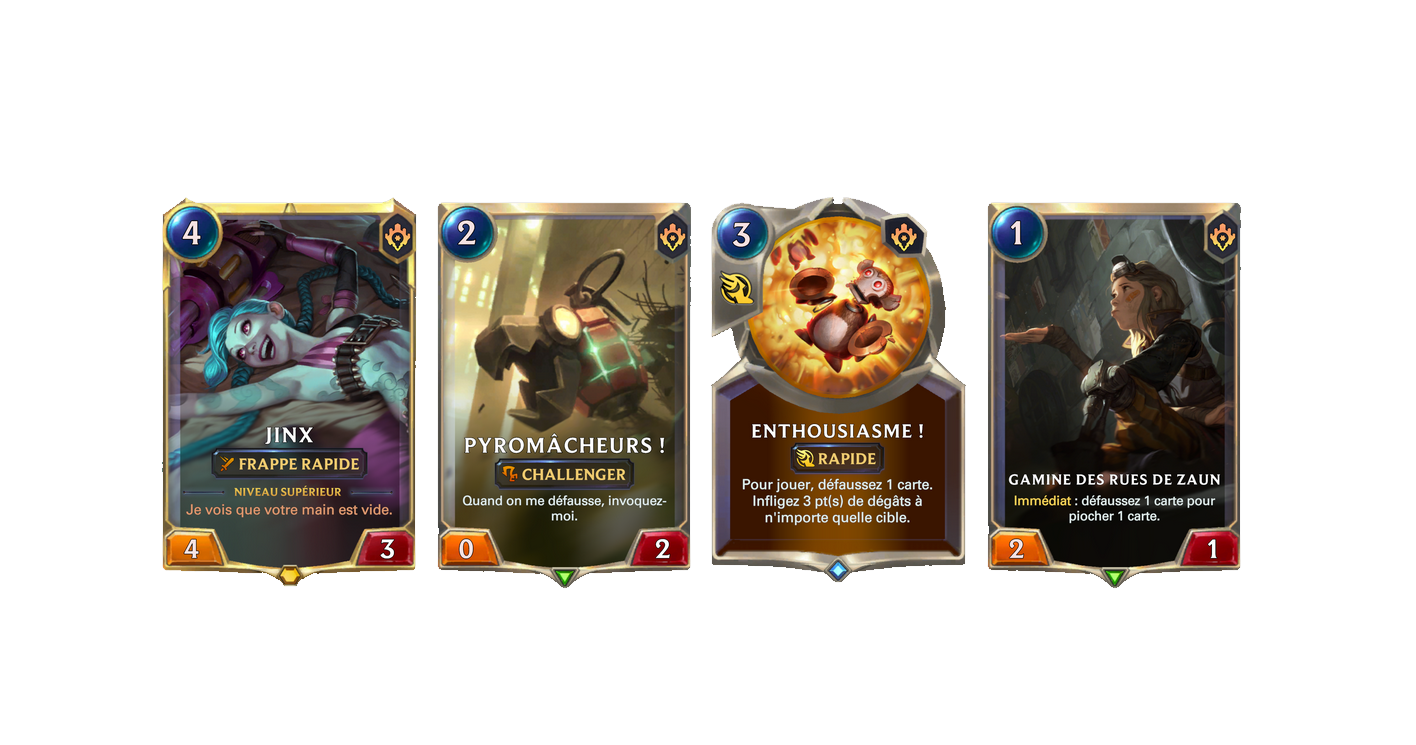 4
JINX
FRAPPE RAPIDE
NIVEAU SUPÉRIEUR
Je vois que votre main est vide.
4 3
2
PYROMÂCHEURS !
CHALLENGER
Quand on me défausse, invoquez-
moi.
0 2
3
ENTHOUSIASME !
RAPIDE
Pour jouer, défaussez 1 carte.
Infligez 3 pt(s) de dégâts à
n'importe quelle cible.
1
GAMINE DES RUES DE ZAUN
Immédiat : défaussez 1 carte pour
piocher 1 carte.
2 1